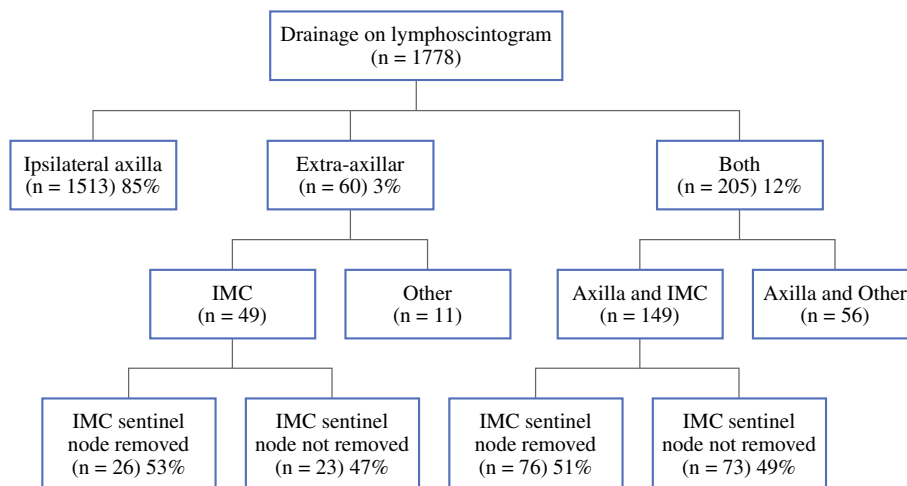 Drainage on lymphoscintogram
(n = 1778)
Ipsilateral axilla
(n = 1513) 85%
Extra-axillar
(n = 60) 3%
Both
(n = 205) 12%
IMC
(n = 49)
Other
(n = 11)
Axilla and IMC
(n = 149)
Axilla and Other
(n = 56)
IMC sentinel
node removed
(n = 26) 53%
IMC sentinel
node not removed
(n = 23) 47%
IMC sentinel
node removed
(n = 76) 51%
IMC sentinel
node not removed
(n = 73) 49%